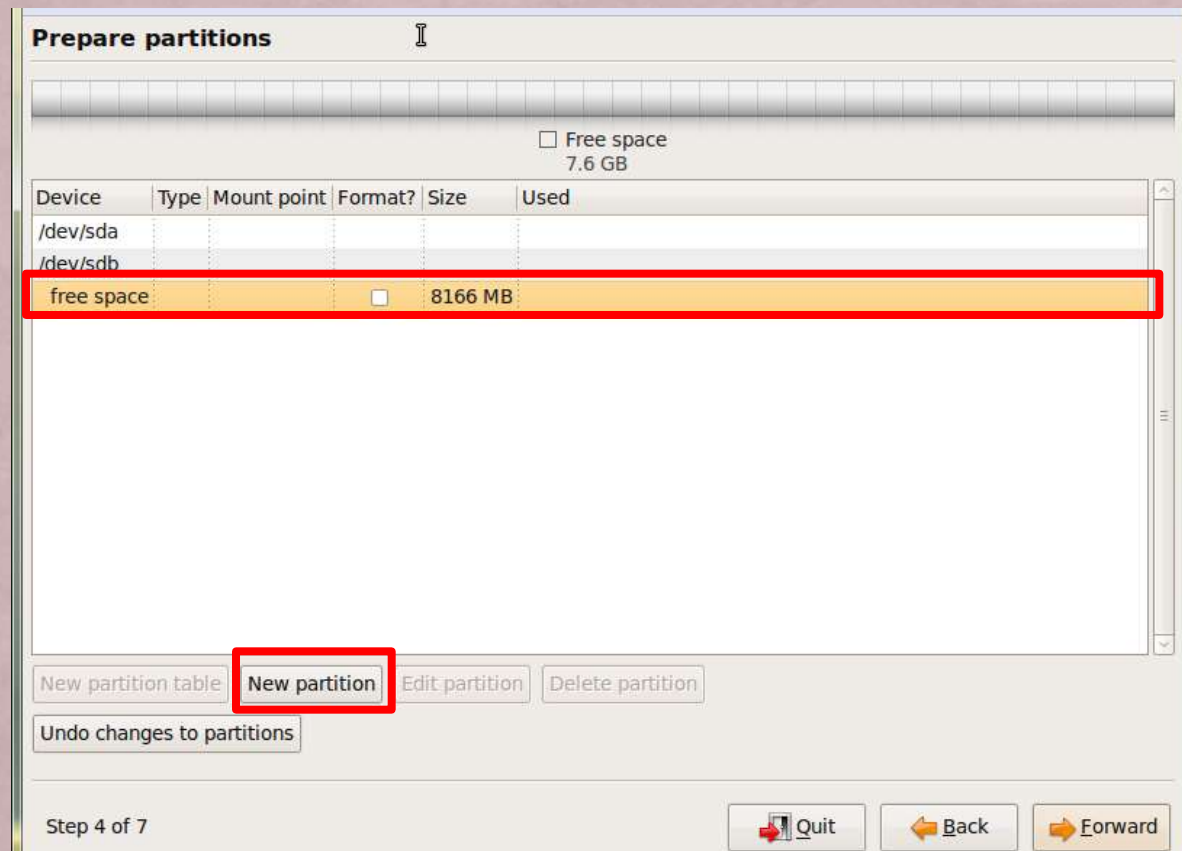 Prepare partitions
Free space
7.6 GB
Device Type Mount point Format? Size Used
/dev/sda
/dev/sdb
free space 8166 MB
New partition table New partition Edit partition Delete partition
Undo changes to partitions
Step 4 of 7 Quit Back Forward